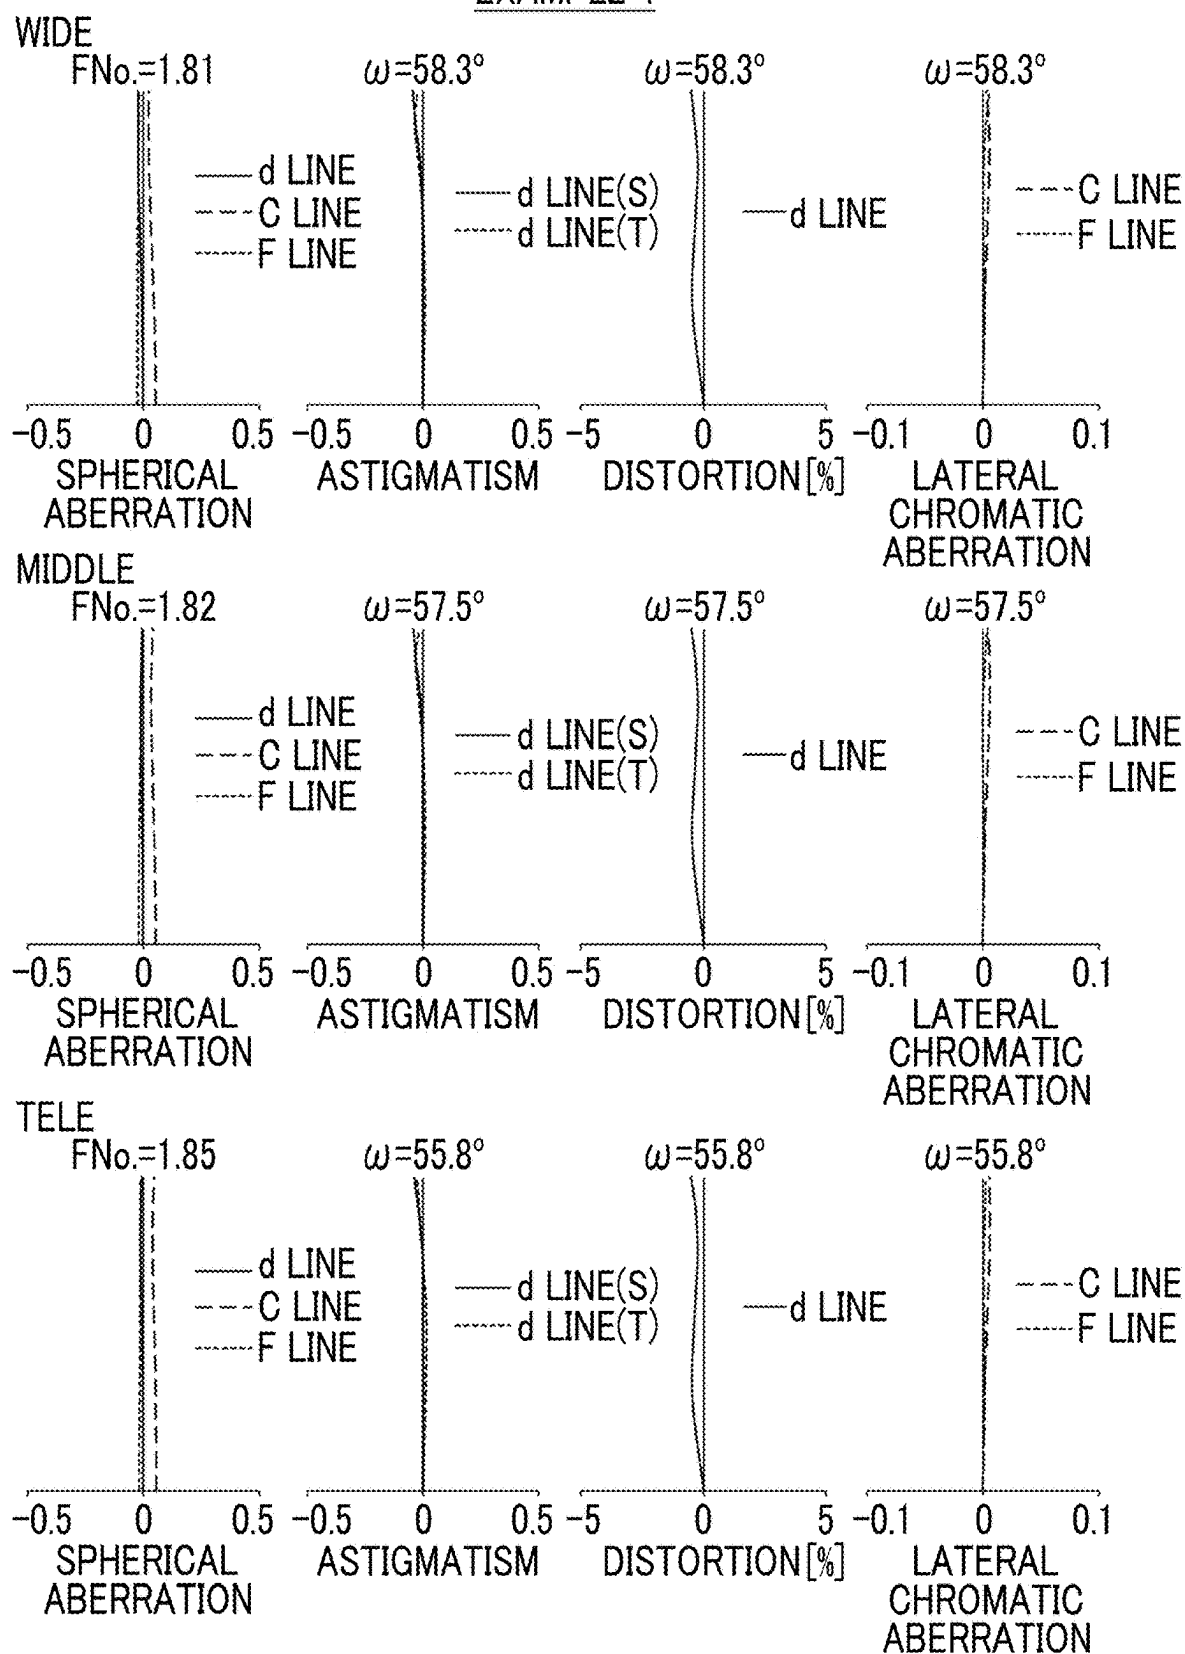 WIDE
FNo.=1.81 ω=58.3° ω=58.3° ω=58.3°
d LINE
C LINE
F LINE
d LINE(S)
d LINE(T)
d LINE
C LINE
F LINE
−0.5 0 0.5 −0.5 0 0.5 −5 0 5 −0.1 0 0.1
SPHERICAL
ABERRATION
ASTIGMATISM
DISTORTION[%]
LATERAL
CHROMATIC
ABERRATION
MIDDLE
FNo.=1.82 ω=57.5° ω=57.5° ω=57.5°
d LINE
C LINE
F LINE
d LINE(S)
d LINE(T)
d LINE
C LINE
F LINE
−0.5 0 0.5 −0.5 0 0.5 −5 0 5 −0.1 0 0.1
SPHERICAL
ABERRATION
ASTIGMATISM
DISTORTION[%]
LATERAL
CHROMATIC
ABERRATION
TELE
FNo.=1.85 ω=55.8° ω=55.8° ω=55.8°
d LINE
C LINE
F LINE
d LINE(S)
d LINE(T)
d LINE
C LINE
F LINE
−0.5 0 0.5 −0.5 0 0.5 −5 0 5 −0.1 0 0.1
SPHERICAL
ABERRATION
ASTIGMATISM
DISTORTION[%]
LATERAL
CHROMATIC
ABERRATION